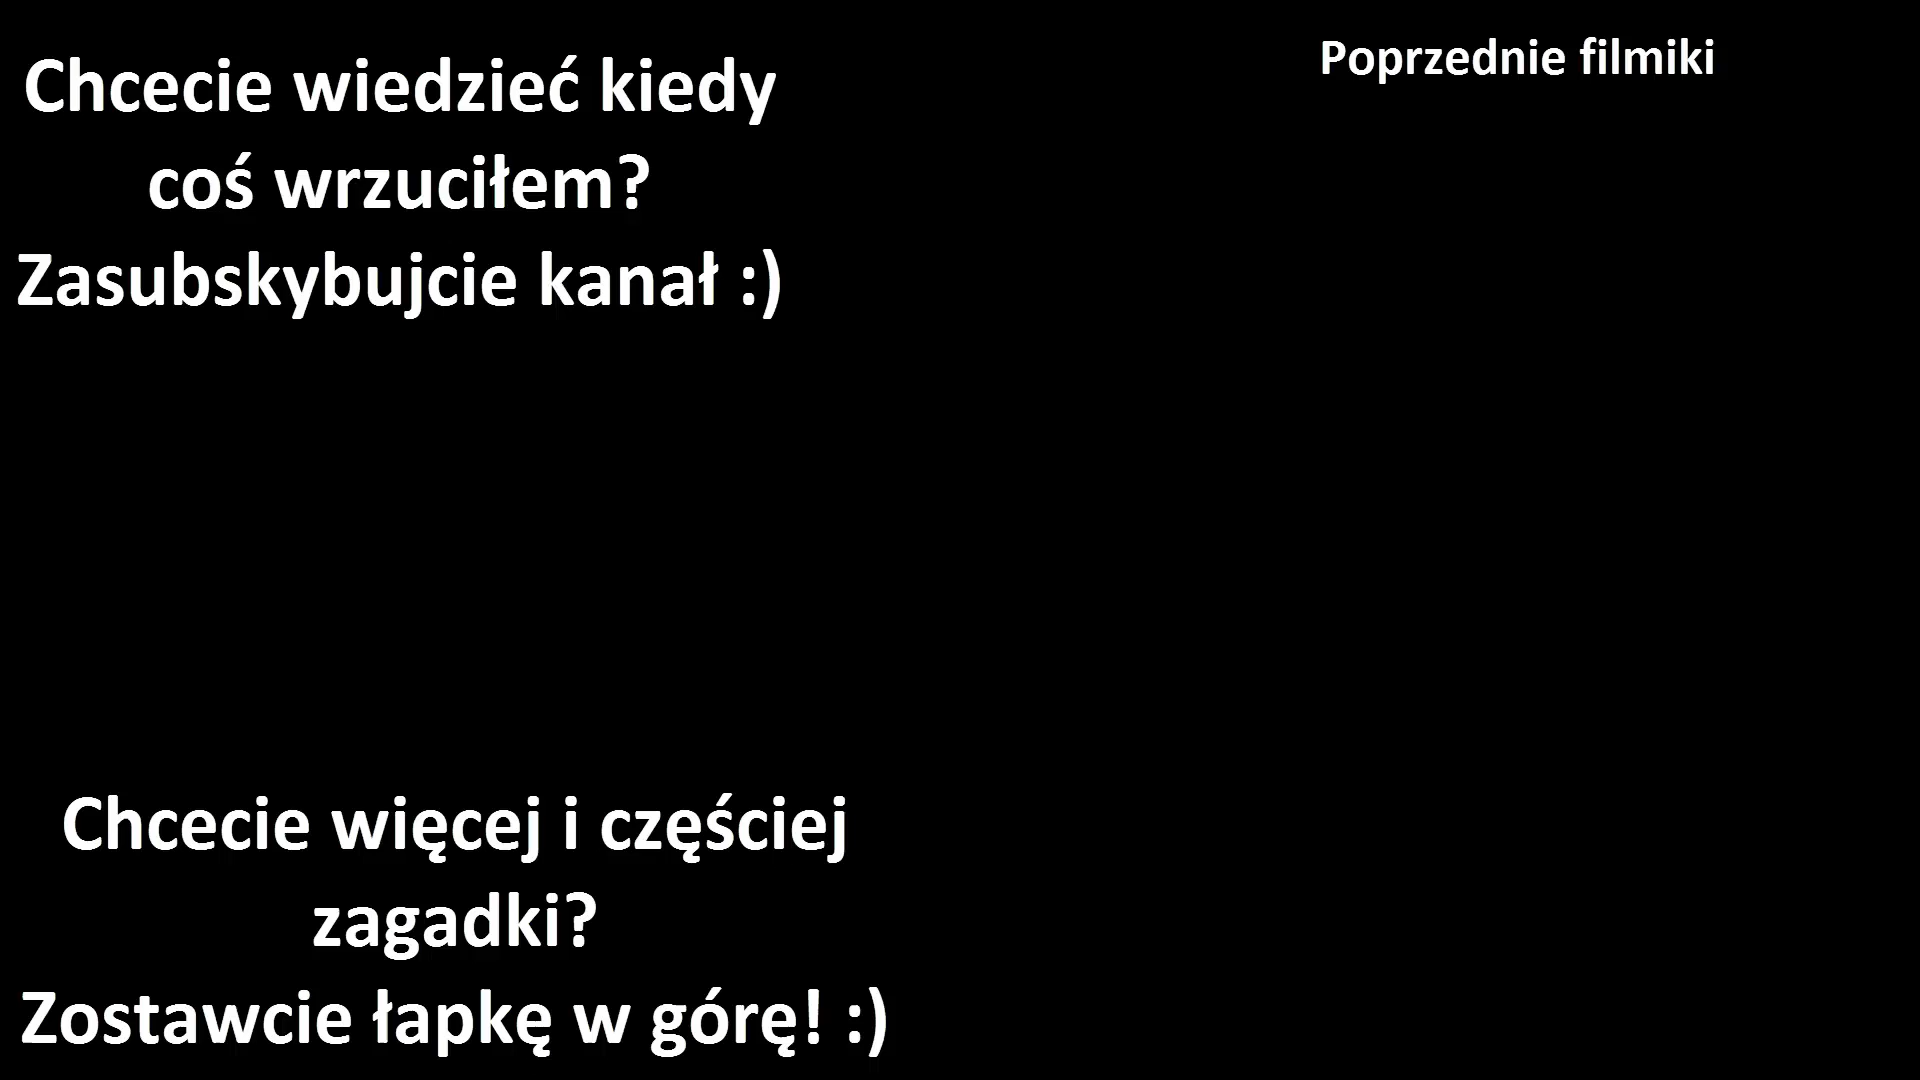 Chcecie wiedzieć kiedy
coś wrzuciłem?
Zasubskybujcie kanał :)
Poprzednie filmiki
Chcecie więcej i częściej
zagadki?
Zostawcie łapkę w górę! :)